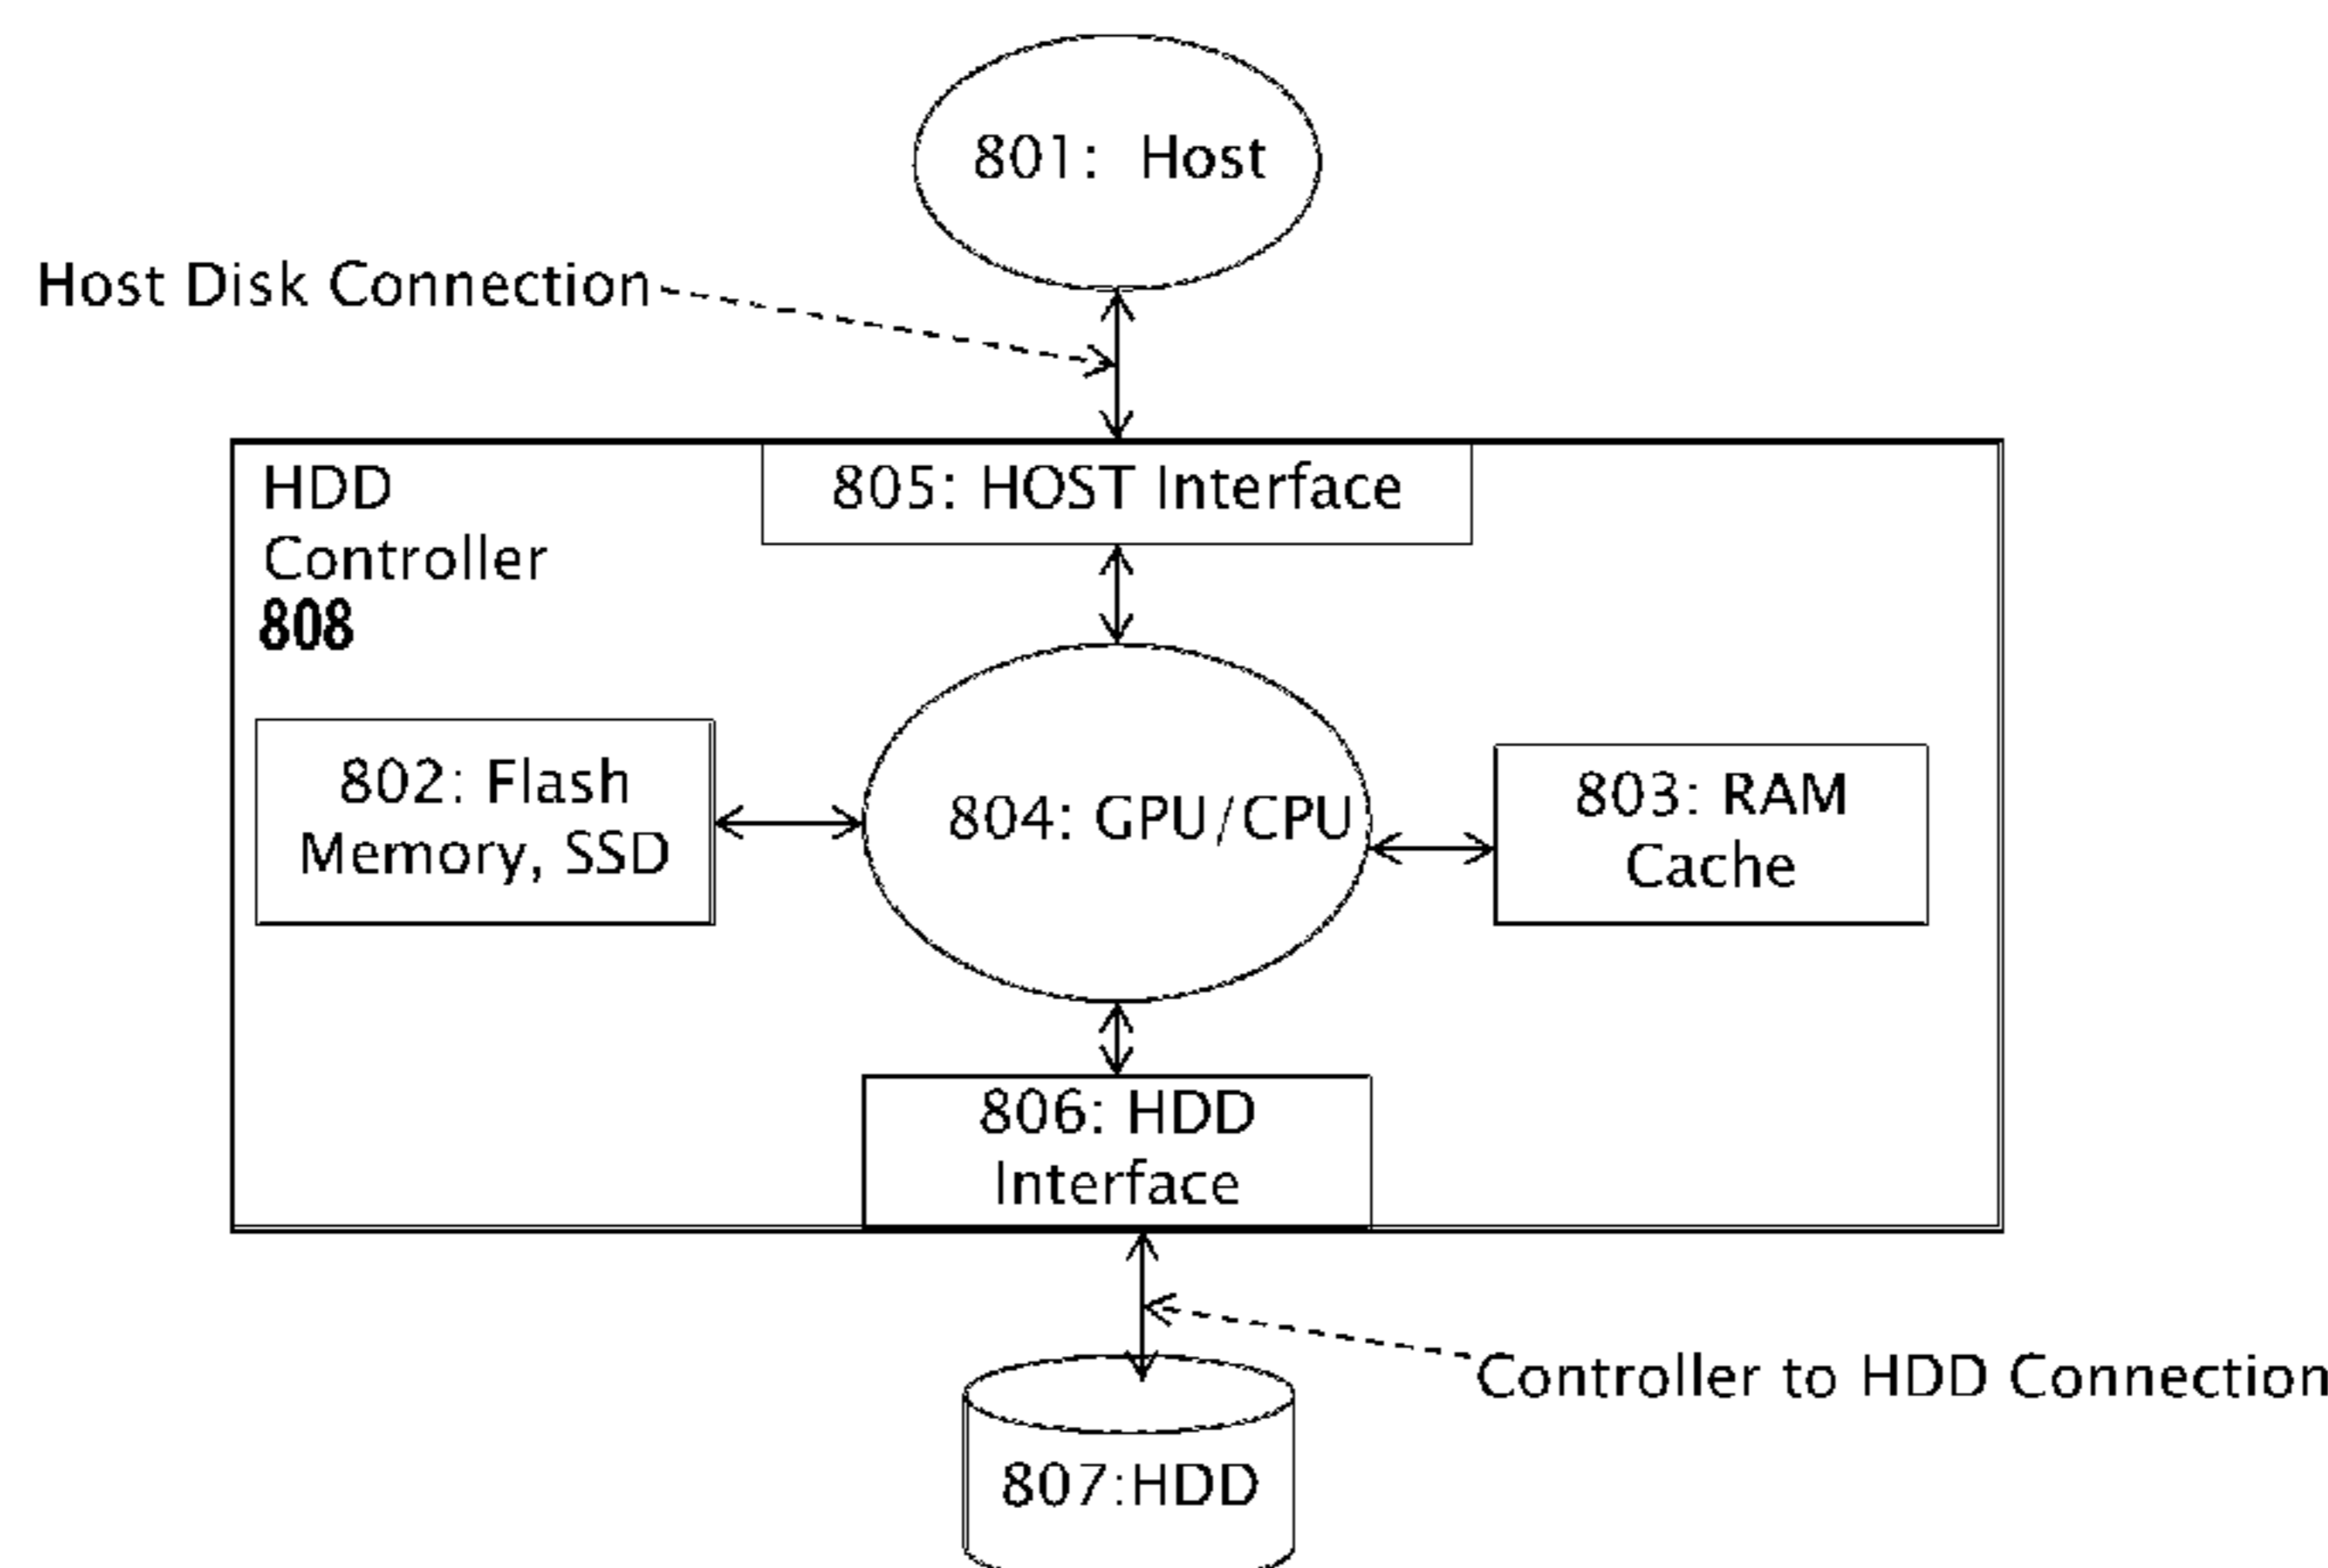 801: Host
Host Disk Connection
HDD
Controller
808
805: HOST Interface
802: Flash
Memory, SSD
804: GPU/CPU
803: RAM
Cache
806: HDD
Interface
Controller to HDD Connection
807:HDD